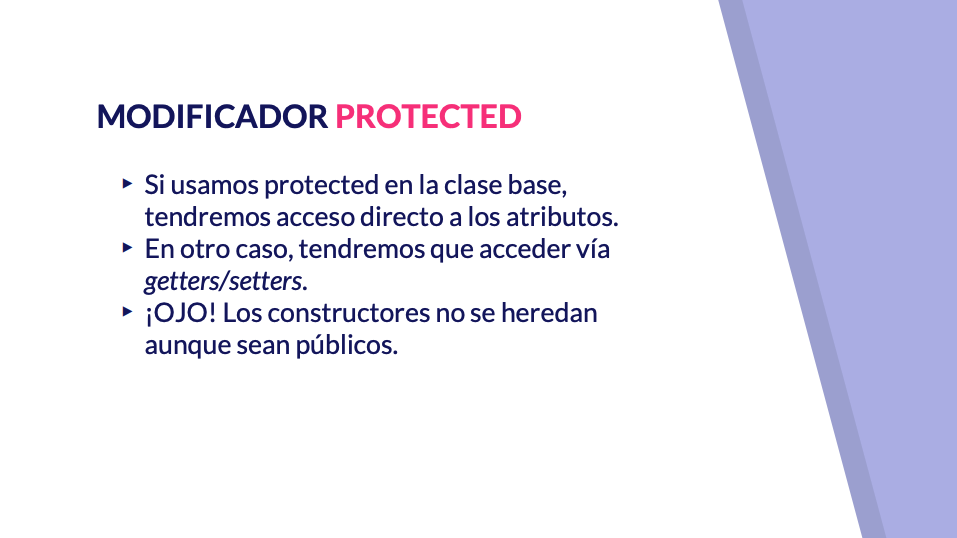 MODIFICADOR PROTECTED
▸ Si usamos protected en la clase base,
tendremos acceso directo a los atributos.
▸ En otro caso, tendremos que acceder vía
getters/setters.
▸ ¡OJO! Los constructores no se heredan
aunque sean públicos.